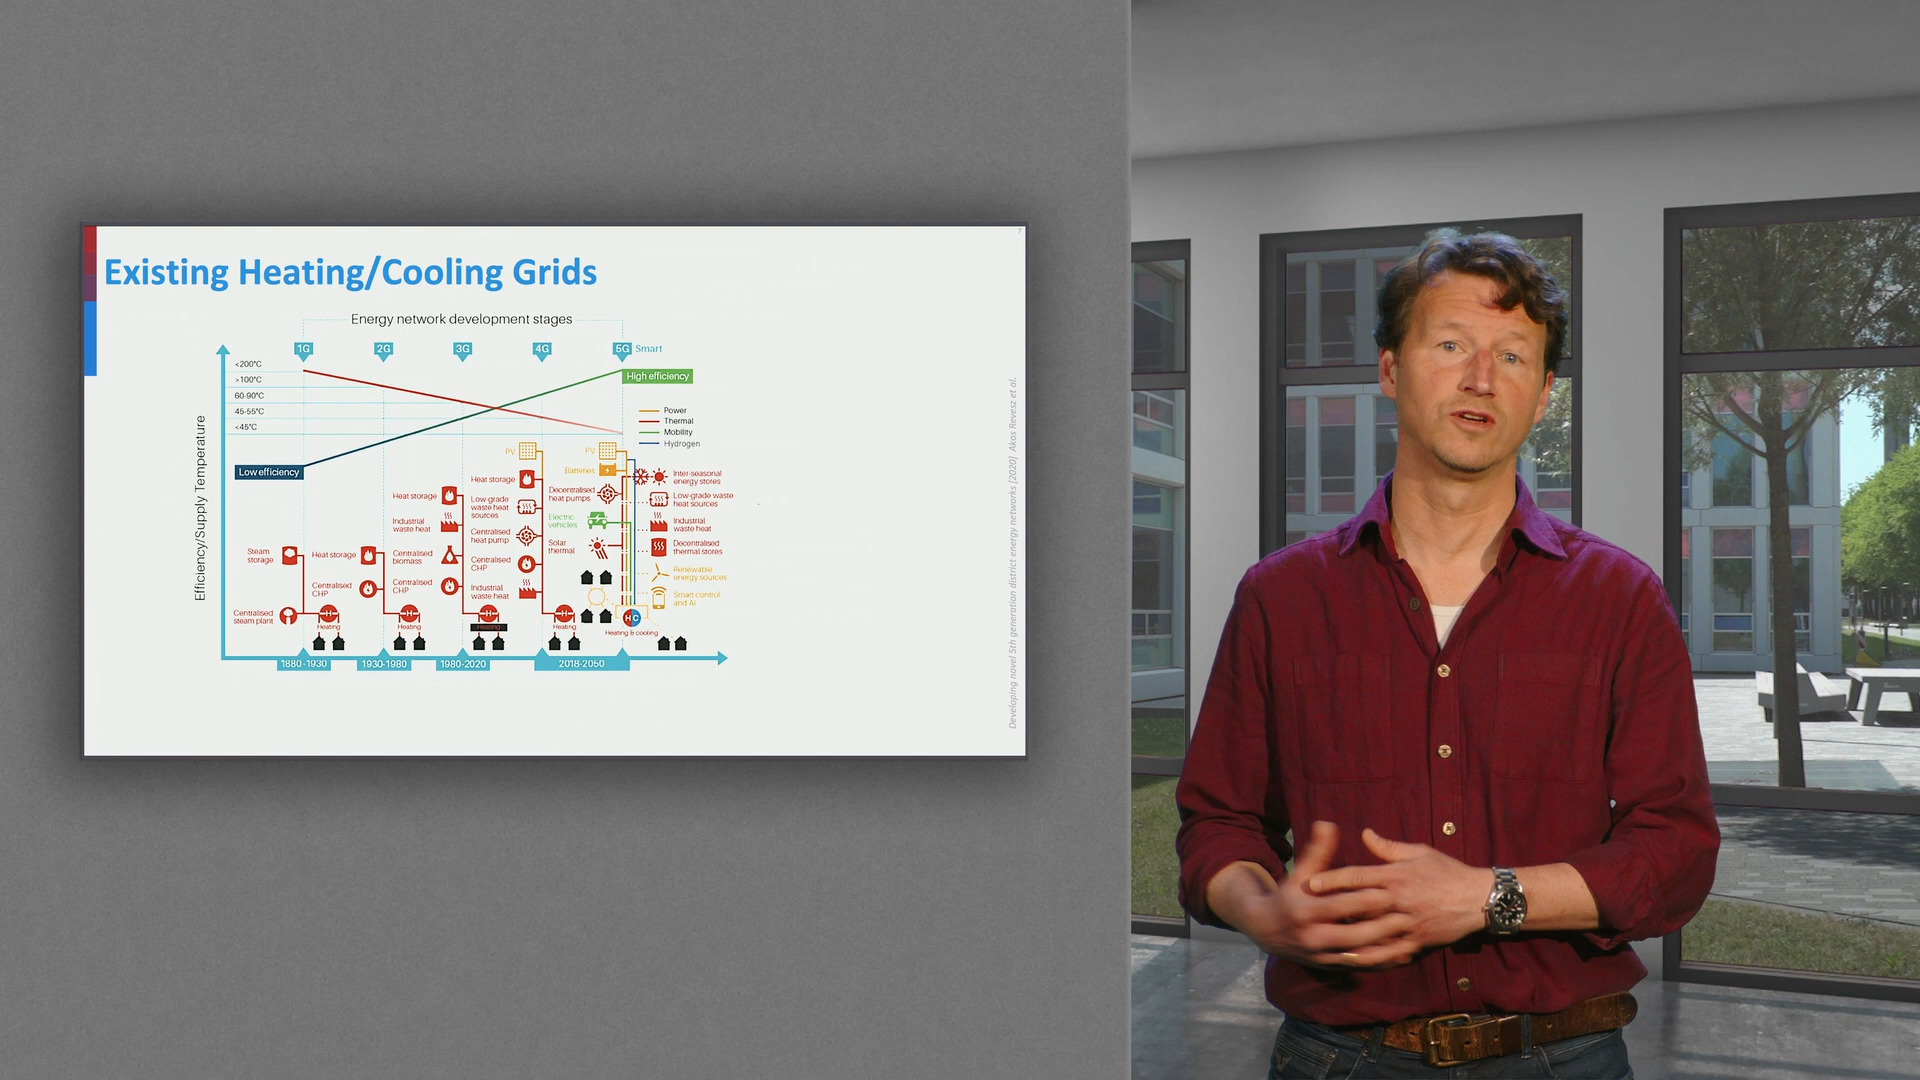 7
Existing Heating/Cooling Grids
Energy network development stages
1G
2G
3G
4G
5G
Smart
<200°C
>100°C
60-90°C
45-55°C
<45°C
High efficiency
Low efficiency
Efficiency/Supply Temperature
Power
Thermal
Mobility
Hydrogen
Steam
storage
Centralised
steam plant
Heating
Heat storage
Centralised
CHP
Heating
Heat storage
Industrial
waste heat
Centralised
biomass
Centralised
CHP
Heating
PV
Heat storage
Low-grade
waste heat
sources
Centralised
heat pump
Centralised
CHP
Industrial
waste heat
Heating
PV
Batteries
Decentralised
heat pumps
Electric
vehicles
Solar
thermal
Inter-seasonal
energy stores
Low-grade waste
heat sources
Industrial
waste heat
Decentralised
thermal stores
Renewable
energy sources
Smart control
and AI
H
H
H
H
HC
Heating & cooling
1880-1930
1930-1980
1980-2020
2018-2050
Developing novel 5th generation district energy networks [2020] Akos Revesz et al.